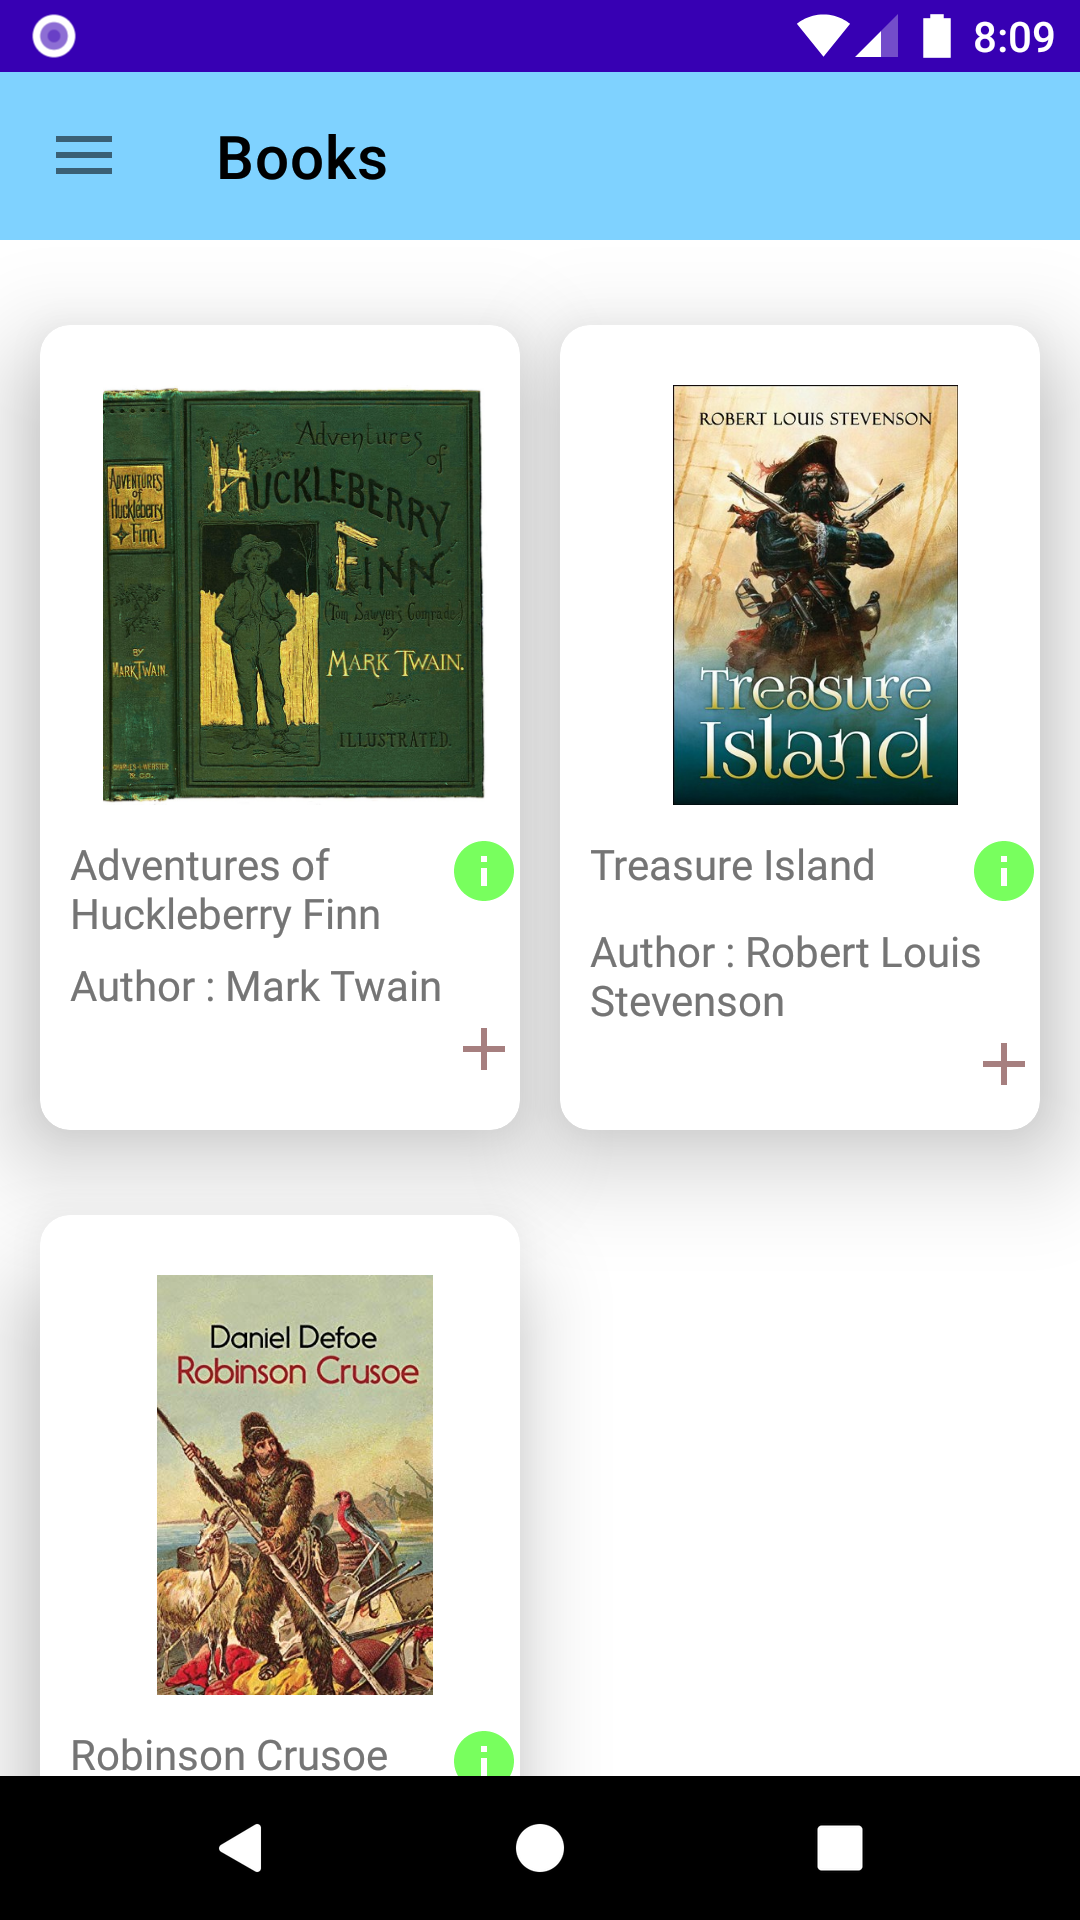 8:09
Books
Adventures
of
Huckleberry
Finn.
BY
MARK TWAIN.
CHARLES L. WEBSTER
& CO.
Adventures
of
HUCKLEBERRY
FINN.
(Tom Sawyer's Comrade)
BY
MARK TWAIN.
ILLUSTRATED.
ROBERT LOUIS STEVENSON
Treasure
Island
Adventures of
Huckleberry Finn
Author : Mark Twain
Treasure Island
Author : Robert Louis
Stevenson
Daniel Defoe
Robinson Crusoe
Robinson Crusoe